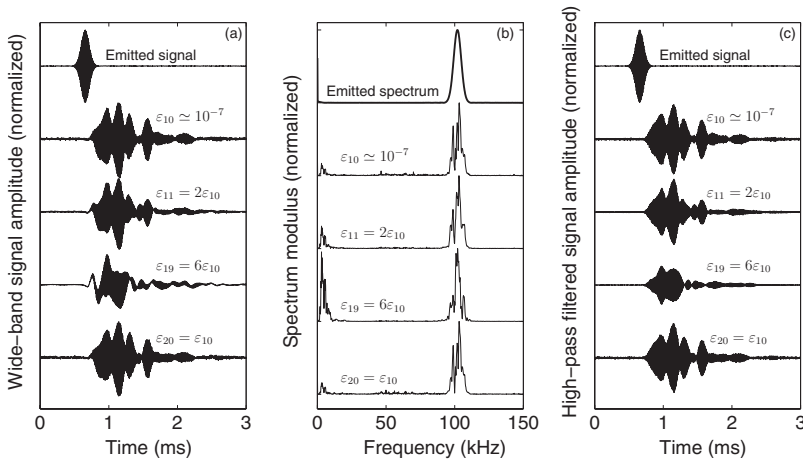 (a)
Emitted signal
ε₁₀ ≃ 10⁻⁷
ε₁₁ = 2ε₁₀
ε₁₉ = 6ε₁₀
ε₂₀ = ε₁₀
Wide−band signal amplitude (normalized)
0 1 2 3
Time (ms)
(b)
Emitted spectrum
ε₁₀ ≃ 10⁻⁷
ε₁₁ = 2ε₁₀
ε₁₉ = 6ε₁₀
ε₂₀ = ε₁₀
Spectrum modulus (normalized)
0 50 100 150
Frequency (kHz)
(c)
Emitted signal
ε₁₀ ≃ 10⁻⁷
ε₁₁ = 2ε₁₀
ε₁₉ = 6ε₁₀
ε₂₀ = ε₁₀
High−pass filtered signal amplitude (normalized)
0 1 2 3
Time (ms)